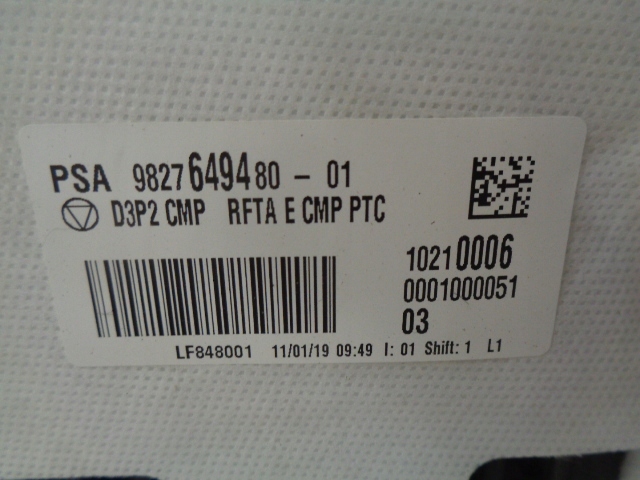 PSA 9827649480 - 01
D3P2 CMP RFTA E CMP PTC
10210006
0001000051
03
LF848001 11/01/19 09:49 I: 01 Shift: 1 L1